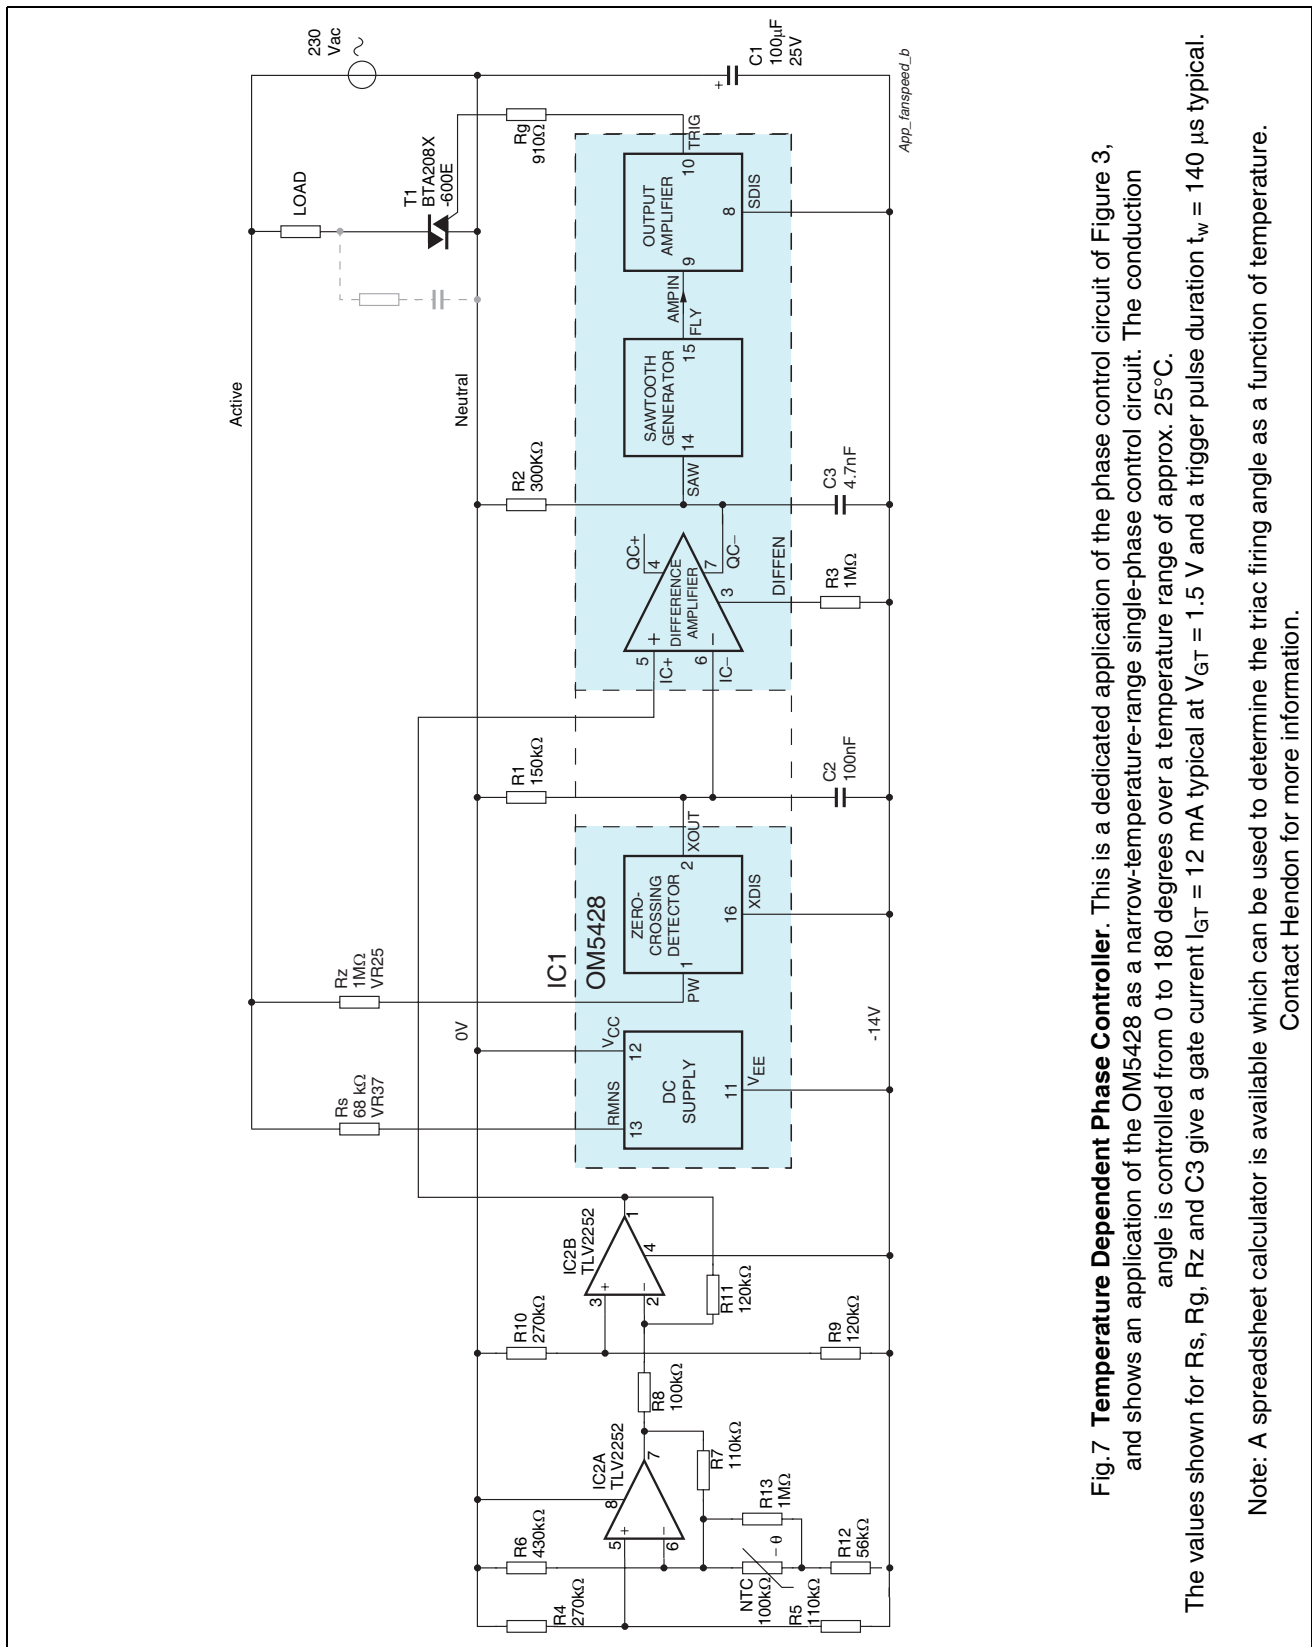 230
Vac
Active
Neutral
0V
-14V
LOAD
T1
BTA208X
-600E
Rg
910Ω
C1
100µF
25V
+
App_fanspeed_b
Rs
68 kΩ
VR37
Rz
1MΩ
VR25
R1
150kΩ
R2
300KΩ
C2
100nF
C3
4.7nF
R3
1MΩ
IC1
OM5428
RMNS
13
VCC
12
DC
SUPPLY
11
VEE
PW
1
ZERO-
CROSSING
DETECTOR
2
XOUT
16
XDIS
5
IC+
6
IC−
+
−
DIFFERENCE
AMPLIFIER
QC+
4
7
QC−
3
DIFFEN
SAW
14
SAWTOOTH
GENERATOR
15
FLY
AMPIN
9
OUTPUT
AMPLIFIER
10
TRIG
8
SDIS
R4
270kΩ
R5
110kΩ
R6
430kΩ
NTC
100kΩ
- θ
R13
1MΩ
R12
56kΩ
R7
110kΩ
IC2A
TLV2252
5
+
6
−
8
7
R8
100kΩ
R10
270kΩ
R9
120kΩ
R11
120kΩ
IC2B
TLV2252
3
+
2
−
1
4
Fig.7 Temperature Dependent Phase Controller. This is a dedicated application of the phase control circuit of Figure 3,
and shows an application of the OM5428 as a narrow-temperature-range single-phase control circuit. The conduction
angle is controlled from 0 to 180 degrees over a temperature range of approx. 25°C.
The values shown for Rs, Rg, Rz and C3 give a gate current IGT = 12 mA typical at VGT = 1.5 V and a trigger pulse duration tw = 140 µs typical.
Note: A spreadsheet calculator is available which can be used to determine the triac firing angle as a function of temperature.
Contact Hendon for more information.